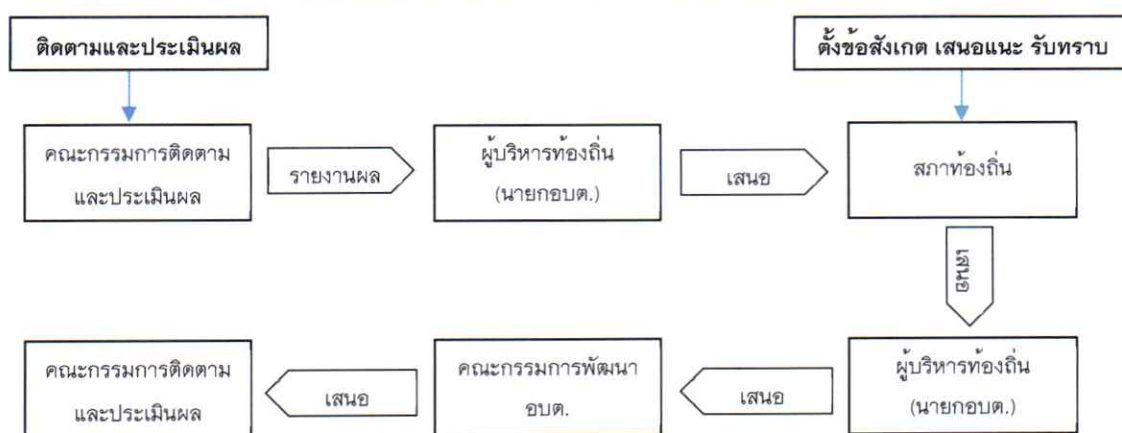 ติดตามและประเมินผล
ตั้งข้อสังเกต เสนอแนะ รับทราบ
คณะกรรมการติดตาม
และประเมินผล
รายงานผล
ผู้บริหารท้องถิ่น
(นายกอบต.)
เสนอ
สภาท้องถิ่น
เสนอ
คณะกรรมการติดตาม
และประเมินผล
เสนอ
คณะกรรมการพัฒนา
อบต.
เสนอ
ผู้บริหารท้องถิ่น
(นายกอบต.)